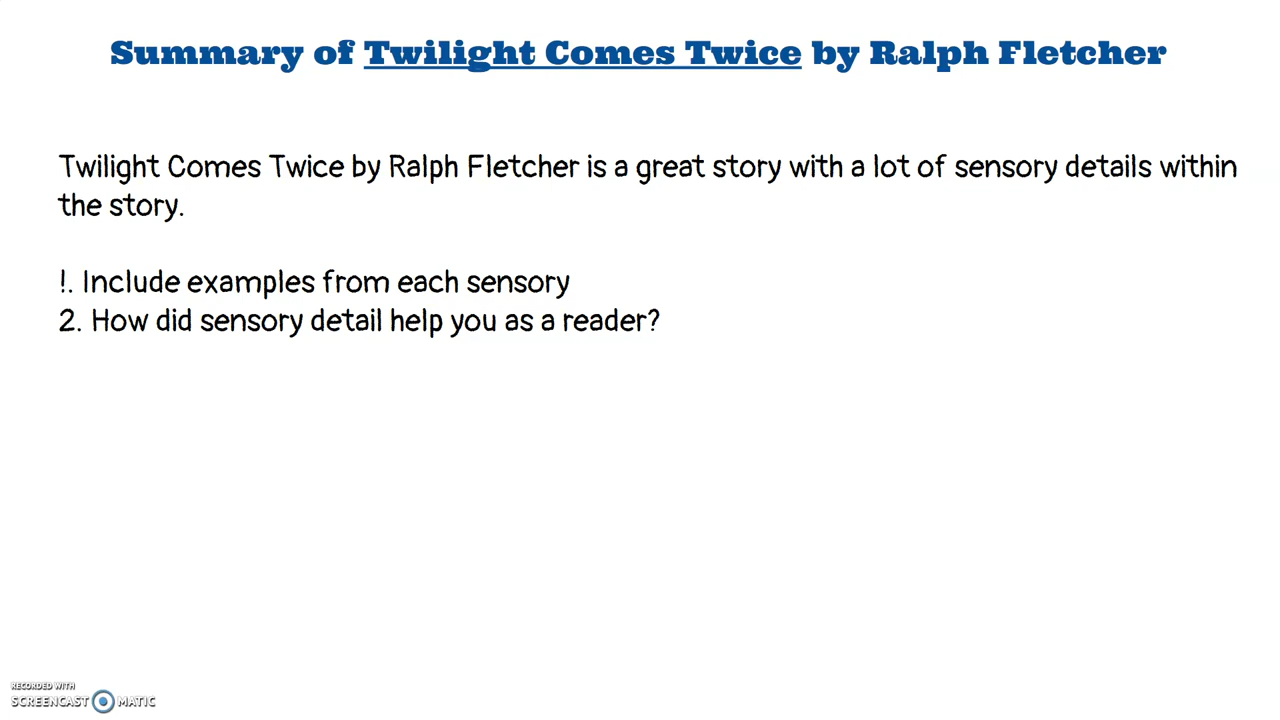 Summary of Twilight Comes Twice by Ralph Fletcher
Twilight Comes Twice by Ralph Fletcher is a great story with a lot of sensory details within
the story.
!. Include examples from each sensory
2. How did sensory detail help you as a reader?
RECORDED WITH
SCREENCAST MATIC